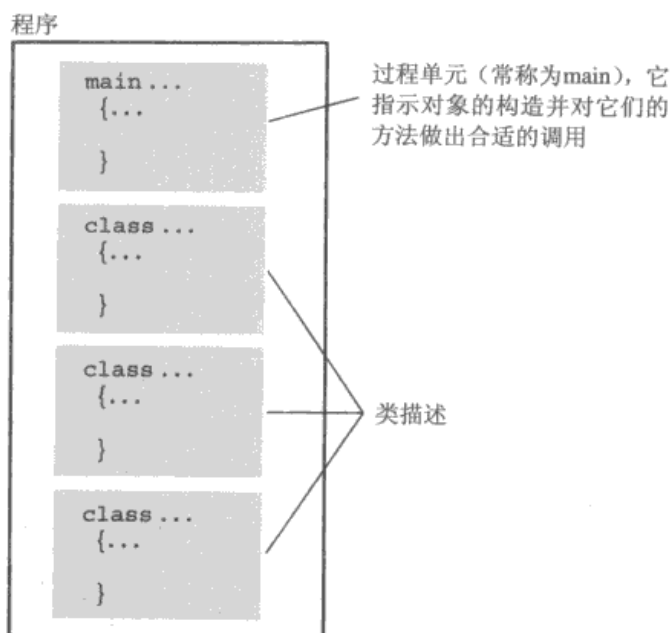 程序
main...
{...
}
过程单元（常称为main），它
指示对象的构造并对它们的
方法做出合适的调用
class...
{...
}
class...
{...
}
class...
{...
}
类描述